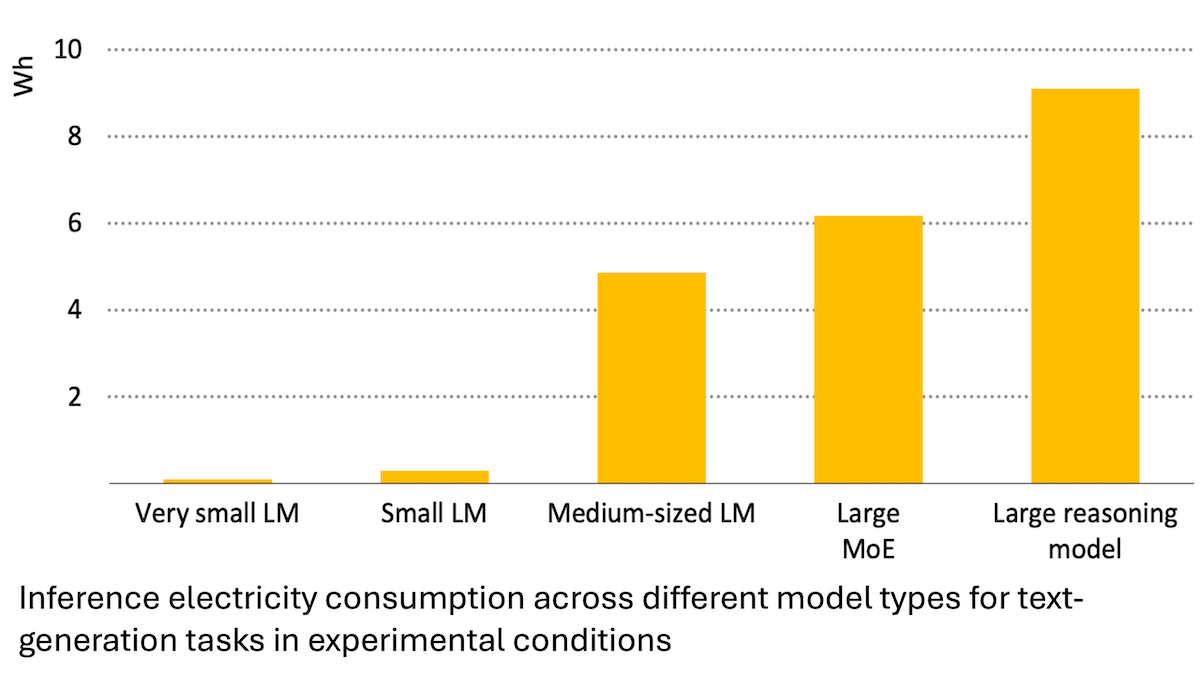 Wh
10
8
6
4
2
Very small LM
Small LM
Medium-sized LM
Large
MoE
Large reasoning
model
Inference electricity consumption across different model types for text-
generation tasks in experimental conditions